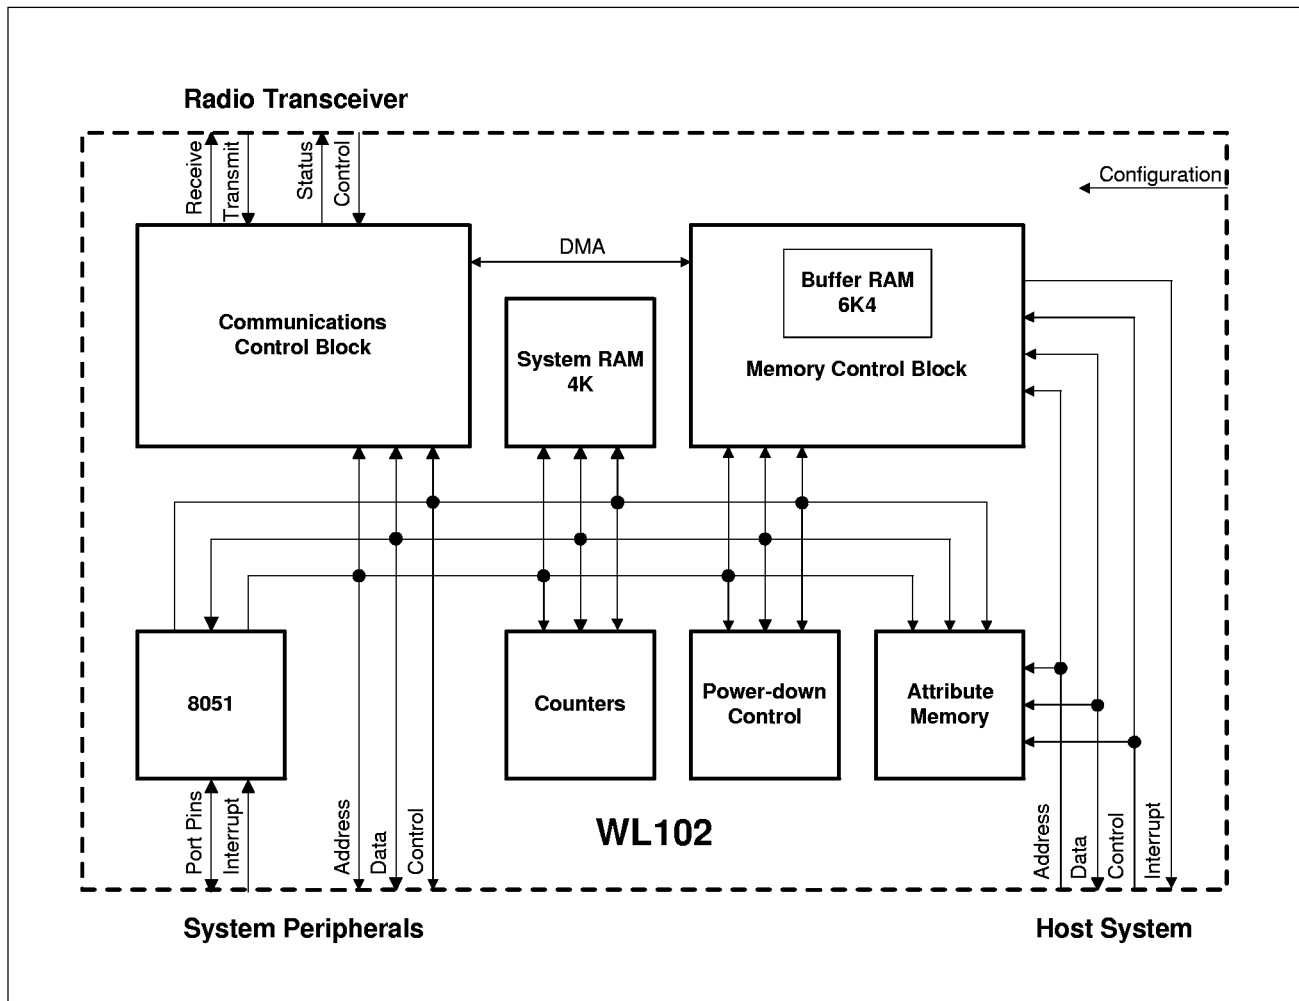 Radio Transceiver
Receive
Transmit
Status
Control
Configuration
DMA
Buffer RAM
6K4
Communications
Control Block
System RAM
4K
Memory Control Block
8051
Counters
Power-down
Control
Attribute
Memory
Port Pins
Interrupt
Address
Data
Control
WL102
Address
Data
Control
Interrupt
System Peripherals
Host System